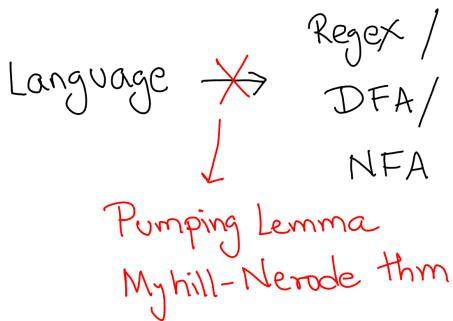 Language
Regex /
DFA/
NFA
Pumping Lemma
Myhill-Nerode thm